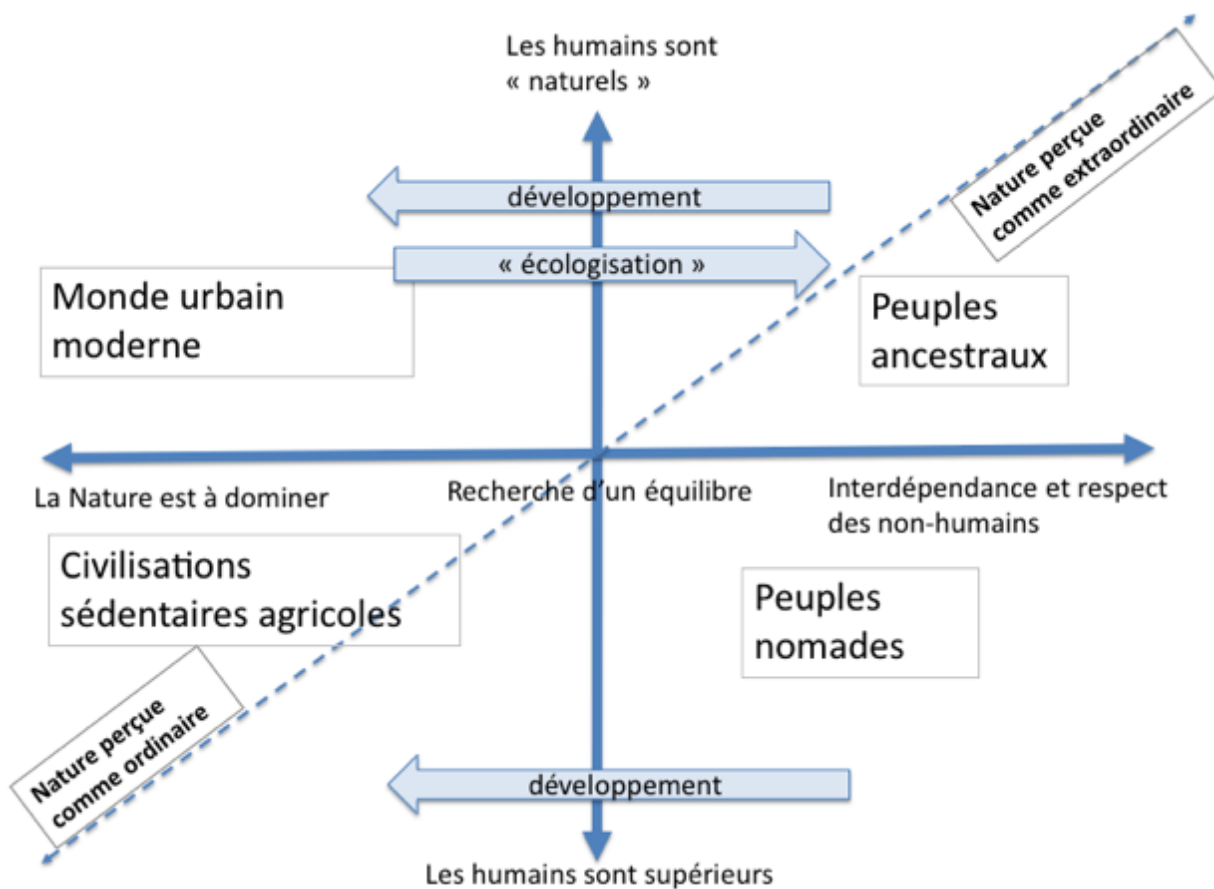 Les humains sont
« naturels »
Nature perçue
comme extraordinaire
développement
« écologisation »
Monde urbain
moderne
Peuples
ancestraux
La Nature est à dominer
Recherche d'un équilibre
Interdépendance et respect
des non-humains
Civilisations
sédentaires agricoles
Peuples
nomades
Nature perçue
comme ordinaire
développement
Les humains sont supérieurs